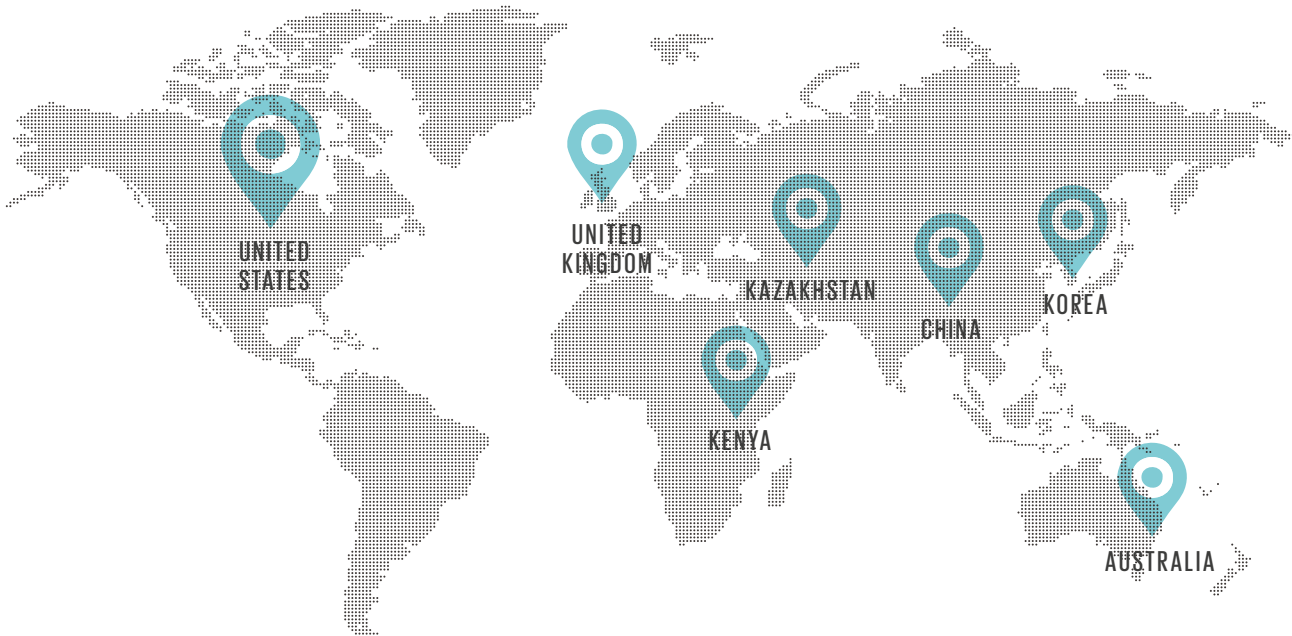 UNITED
STATES
UNITED
KINGDOM
KAZAKHSTAN
CHINA
KOREA
KENYA
AUSTRALIA